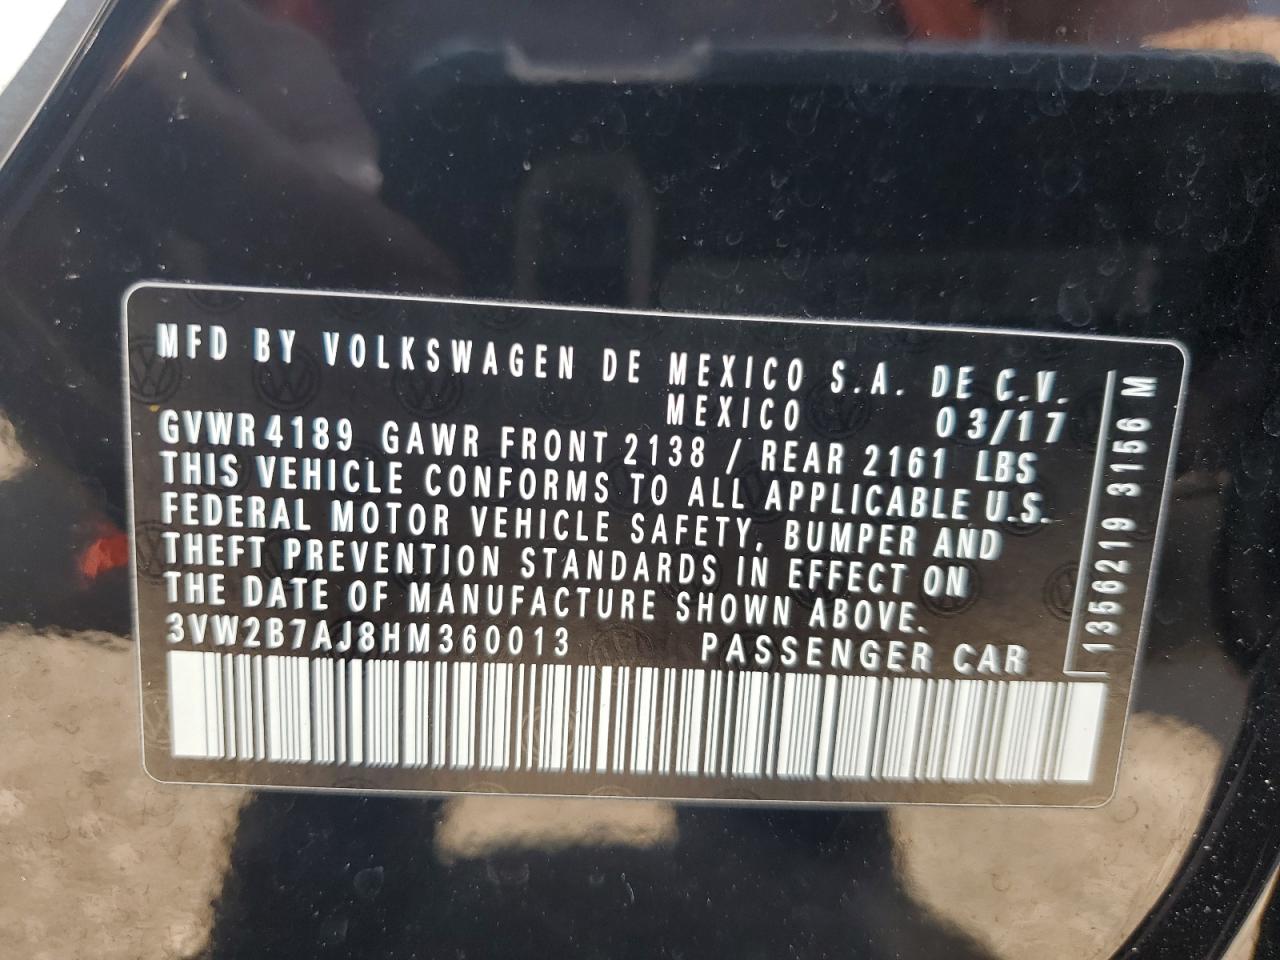 MFD BY VOLKSWAGEN DE MEXICO S.A. DE C.V.
MEXICO 03/17
GVWR 4189 GAWR FRONT 2138 / REAR 2161 LBS
THIS VEHICLE CONFORMS TO ALL APPLICABLE U.S.
FEDERAL MOTOR VEHICLE SAFETY, BUMPER AND
THEFT PREVENTION STANDARDS IN EFFECT ON
THE DATE OF MANUFACTURE SHOWN ABOVE.
3VW2B7AJ8HM360013 PASSENGER CAR
1356219 3156 M